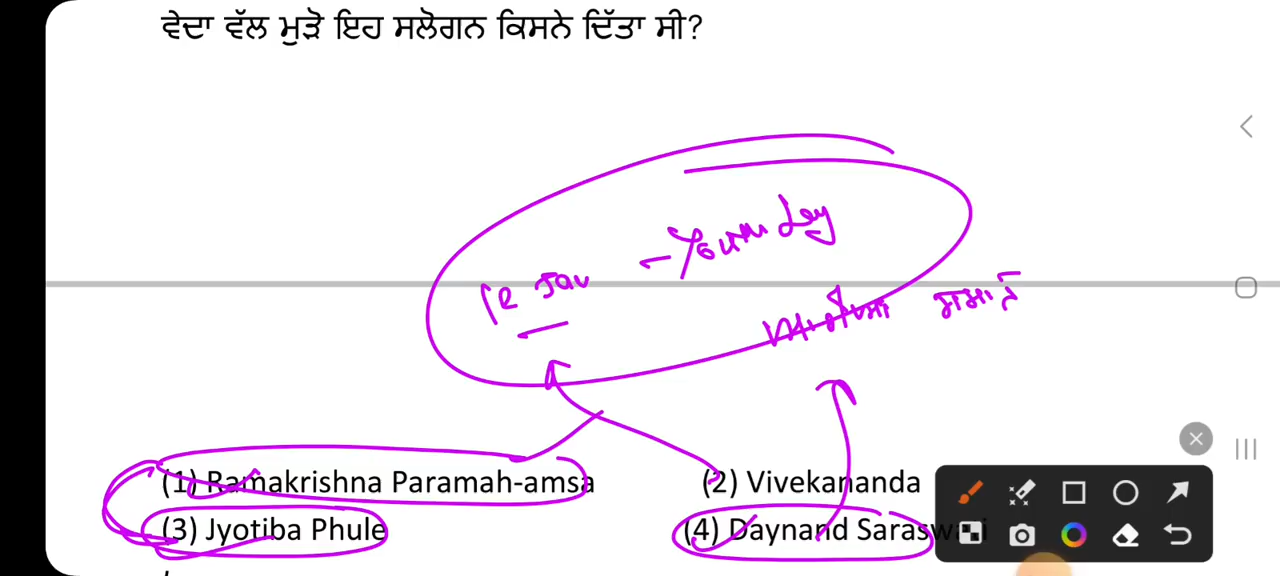 ਵੇਦਾ ਵੱਲ ਮੁੜੋ ਇਹ ਸਲੋਗਨ ਕਿਸਨੇ ਦਿੱਤਾ ਸੀ?
(1) Ramakrishna Paramah-amsa (2) Vivekananda
(3) Jyotiba Phule (4) Daynand Saraswati